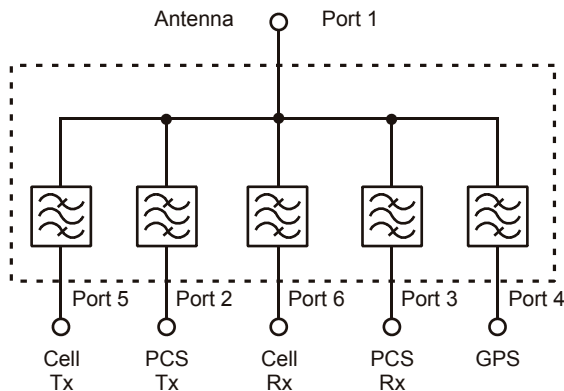 Antenna Port 1
Port 5 Port 2 Port 6 Port 3 Port 4
Cell PCS Cell PCS GPS
Tx Tx Rx Rx